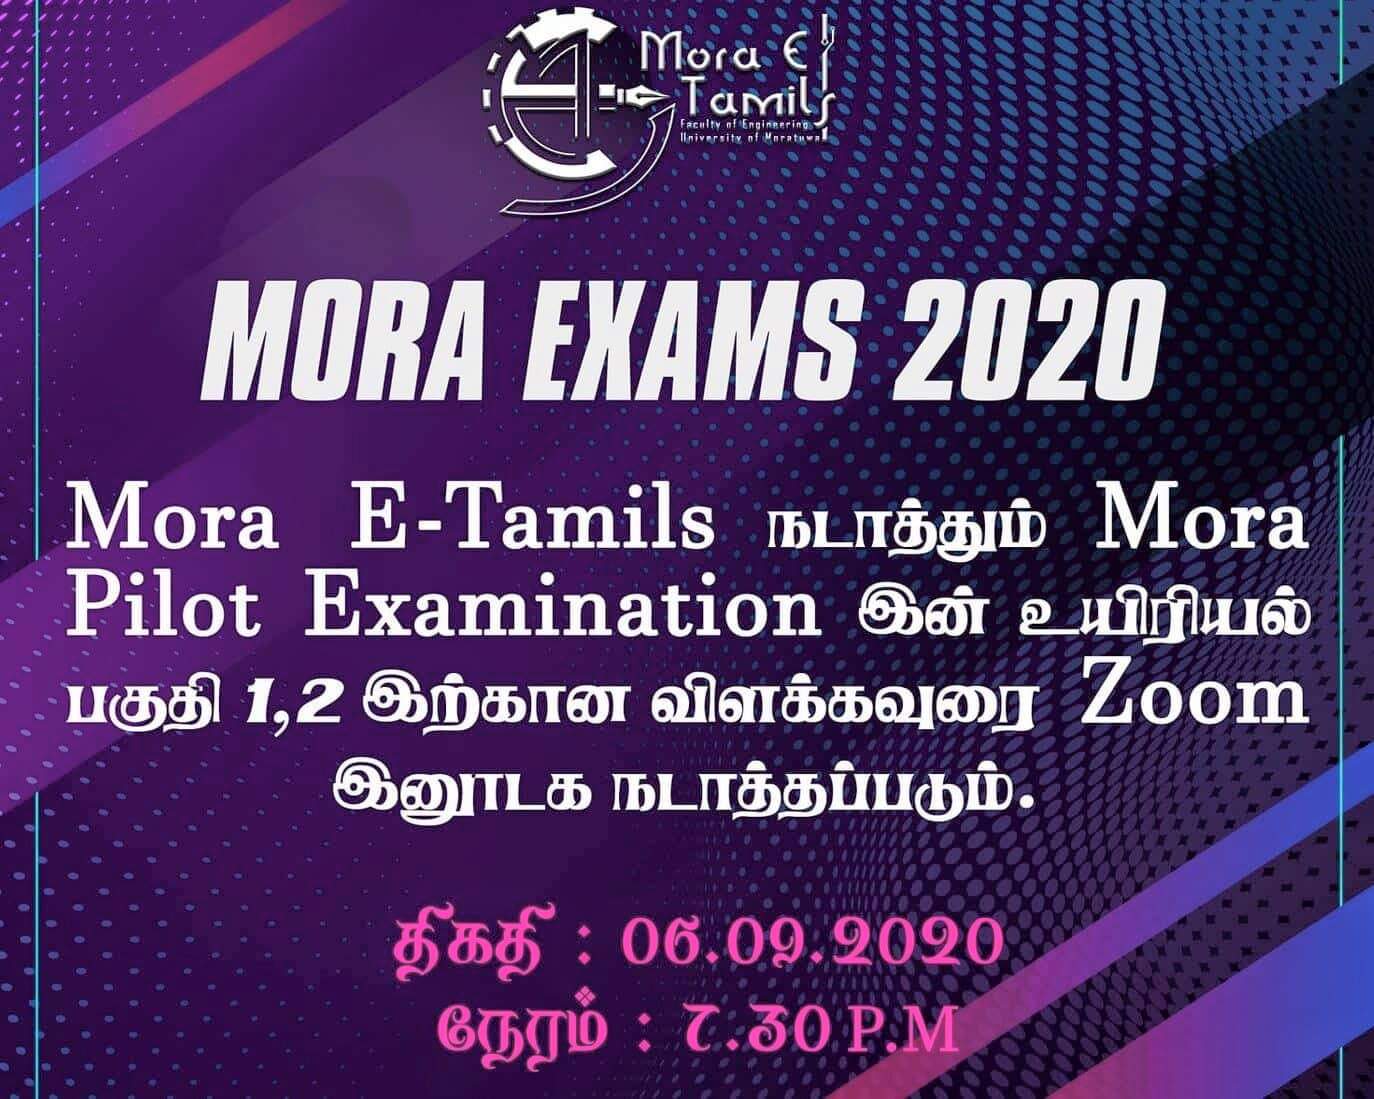 Mora E
Tamils
Faculty of Engineering
University of Moratuwa
MORA EXAMS 2020
Mora E-Tamils நடாத்தும் Mora
Pilot Examination இன் உயிரியல்
பகுதி 1,2 இற்கான விளக்கவுரை Zoom
இனூடக நடாத்தப்படும்.
திகதி : 06.09.2020
நேரம் : 7.30 P.M